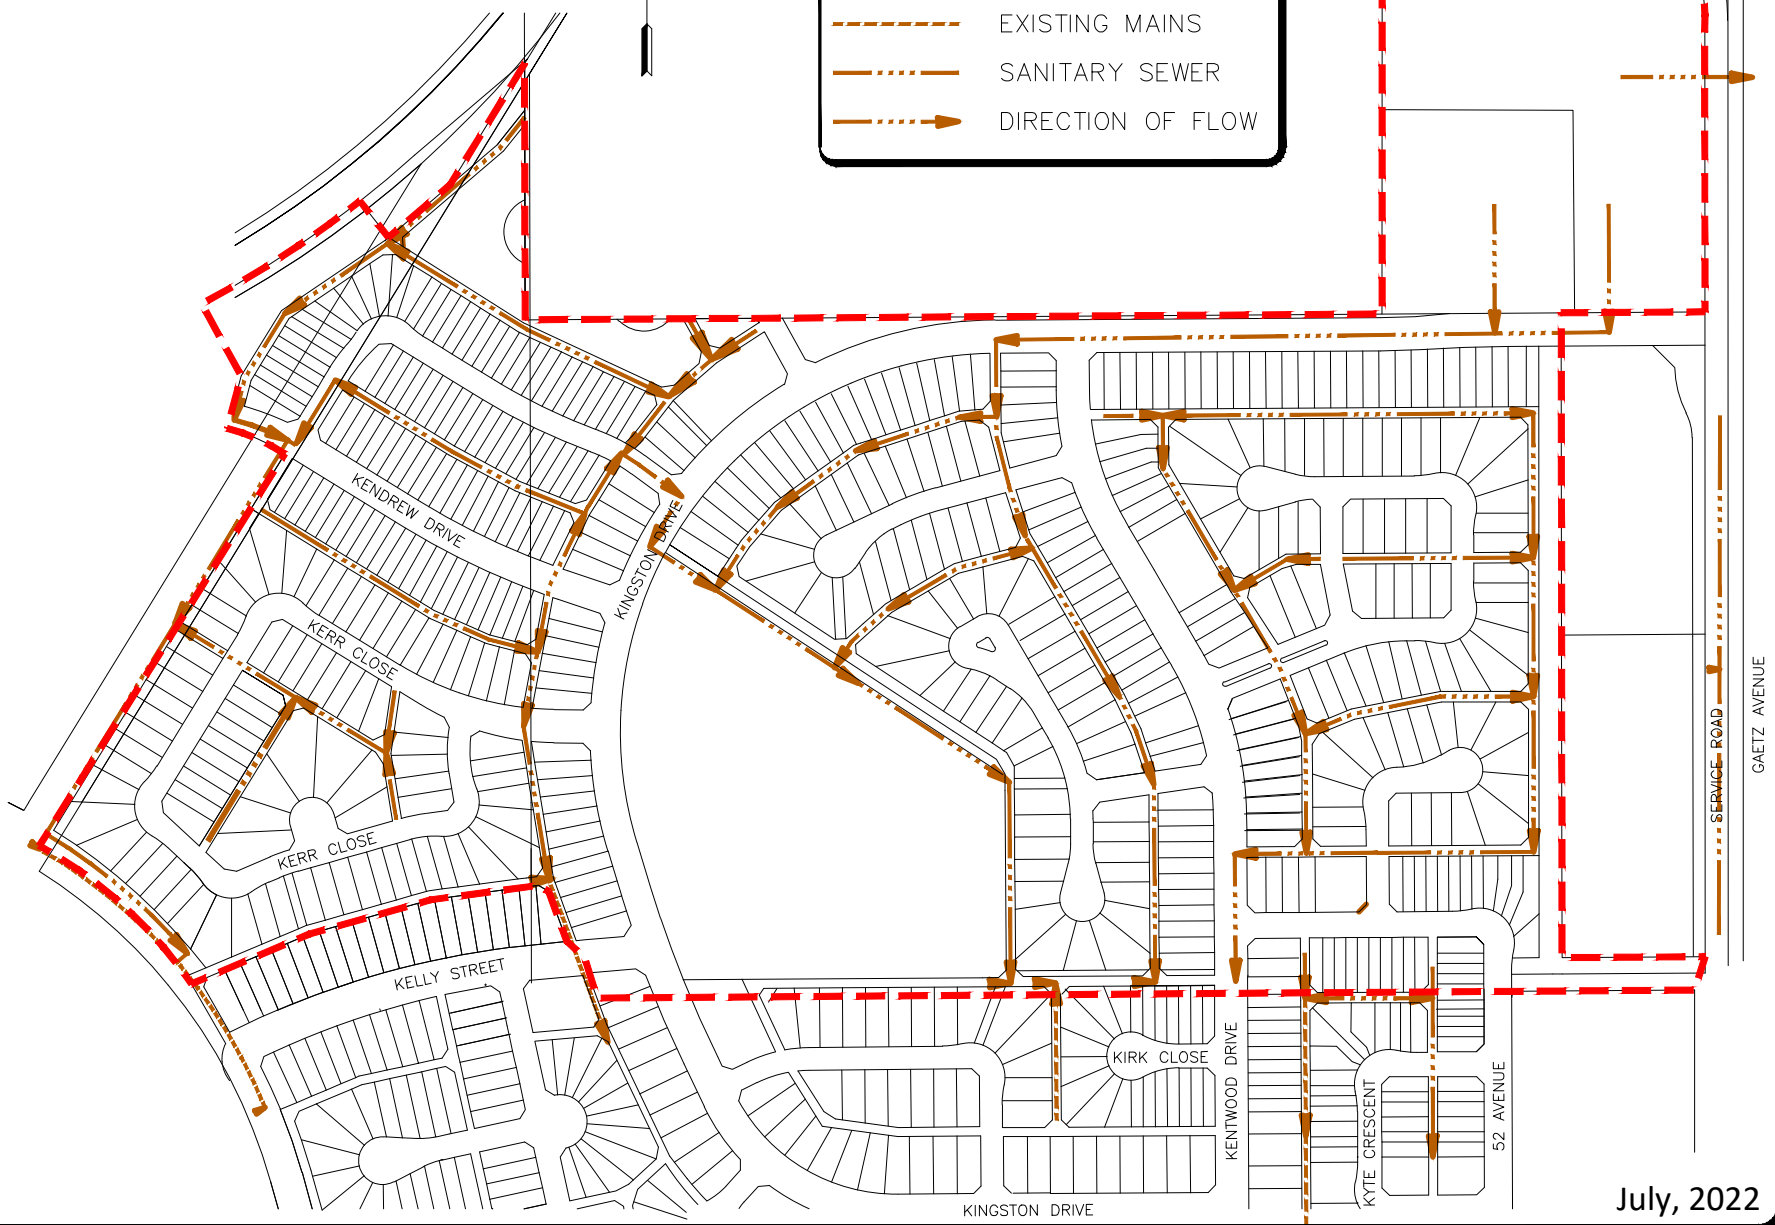 EXISTING MAINS
SANITARY SEWER
DIRECTION OF FLOW
KENDREW DRIVE
KINGSTON DRIVE
KERR CLOSE
KERR CLOSE
KELLY STREET
SERVICE ROAD
GAETZ AVENUE
KIRK CLOSE
KENTWOOD DRIVE
KYTE CRESCENT
52 AVENUE
KINGSTON DRIVE
July, 2022